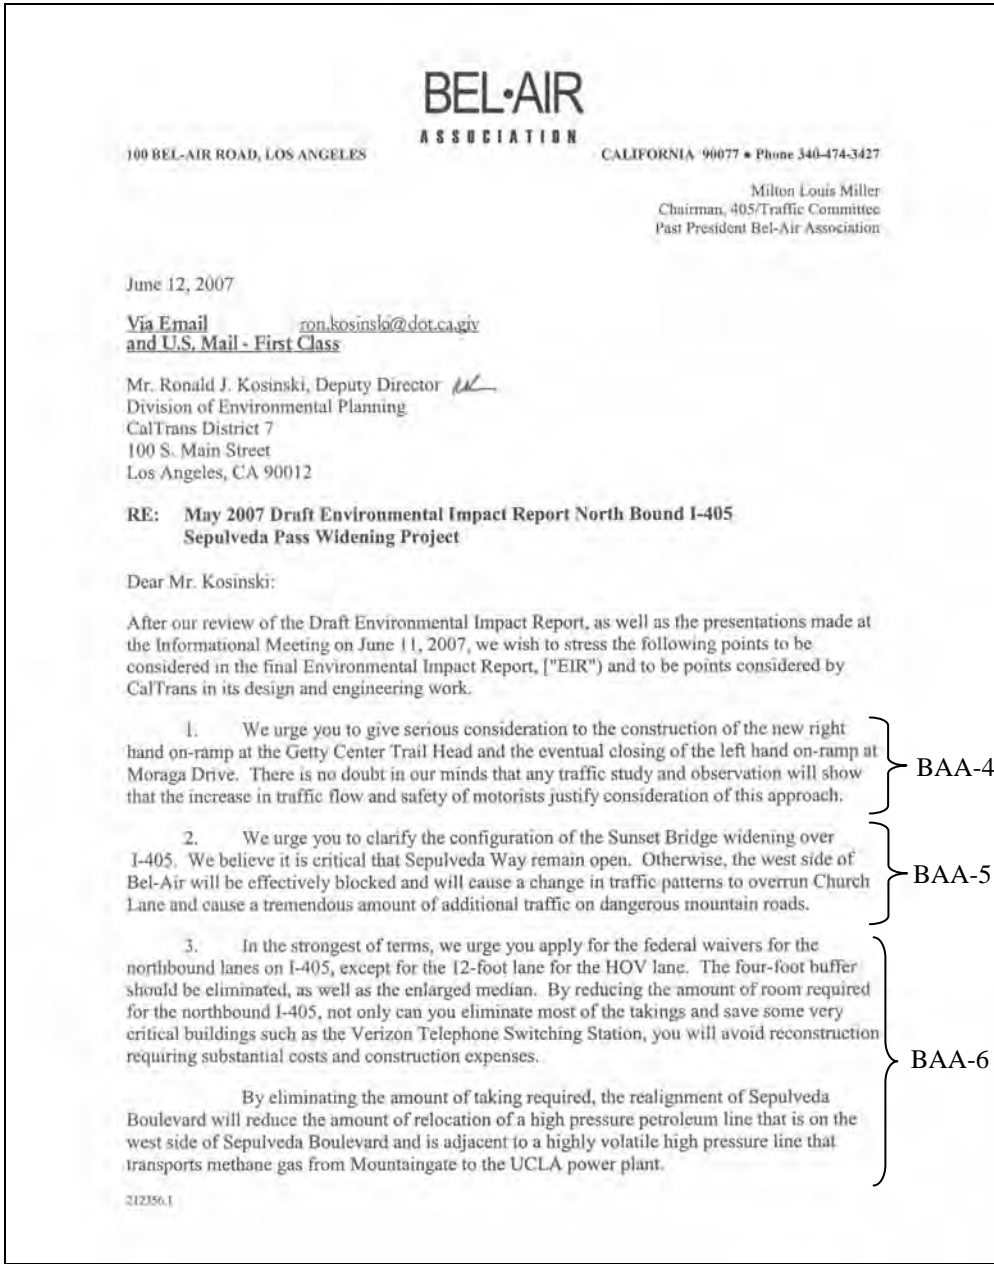 BEL•AIR
ASSOCIATION
100 BEL-AIR ROAD, LOS ANGELES
CALIFORNIA 90077 • Phone 340-474-3427
Milton Louis Miller
Chairman, 405/Traffic Committee
Past President Bel-Air Association
June 12, 2007
Via Email ron.kosinski@dot.ca.giv
and U.S. Mail - First Class
Mr. Ronald J. Kosinski, Deputy Director
Division of Environmental Planning
CalTrans District 7
100 S. Main Street
Los Angeles, CA 90012
RE: May 2007 Draft Environmental Impact Report North Bound I-405
Sepulveda Pass Widening Project
Dear Mr. Kosinski:
After our review of the Draft Environmental Impact Report, as well as the presentations made at
the Informational Meeting on June 11, 2007, we wish to stress the following points to be
considered in the final Environmental Impact Report, ["EIR") and to be points considered by
CalTrans in its design and engineering work.
1. We urge you to give serious consideration to the construction of the new right
hand on-ramp at the Getty Center Trail Head and the eventual closing of the left hand on-ramp at
Moraga Drive. There is no doubt in our minds that any traffic study and observation will show
that the increase in traffic flow and safety of motorists justify consideration of this approach.
BAA-4
2. We urge you to clarify the configuration of the Sunset Bridge widening over
I-405. We believe it is critical that Sepulveda Way remain open. Otherwise, the west side of
Bel-Air will be effectively blocked and will cause a change in traffic patterns to overrun Church
Lane and cause a tremendous amount of additional traffic on dangerous mountain roads.
BAA-5
3. In the strongest of terms, we urge you apply for the federal waivers for the
northbound lanes on I-405, except for the 12-foot lane for the HOV lane. The four-foot buffer
should be eliminated, as well as the enlarged median. By reducing the amount of room required
for the northbound I-405, not only can you eliminate most of the takings and save some very
critical buildings such as the Verizon Telephone Switching Station, you will avoid reconstruction
requiring substantial costs and construction expenses.
BAA-6
By eliminating the amount of taking required, the realignment of Sepulveda
Boulevard will reduce the amount of relocation of a high pressure petroleum line that is on the
west side of Sepulveda Boulevard and is adjacent to a highly volatile high pressure line that
transports methane gas from Mountaingate to the UCLA power plant.
212356.1